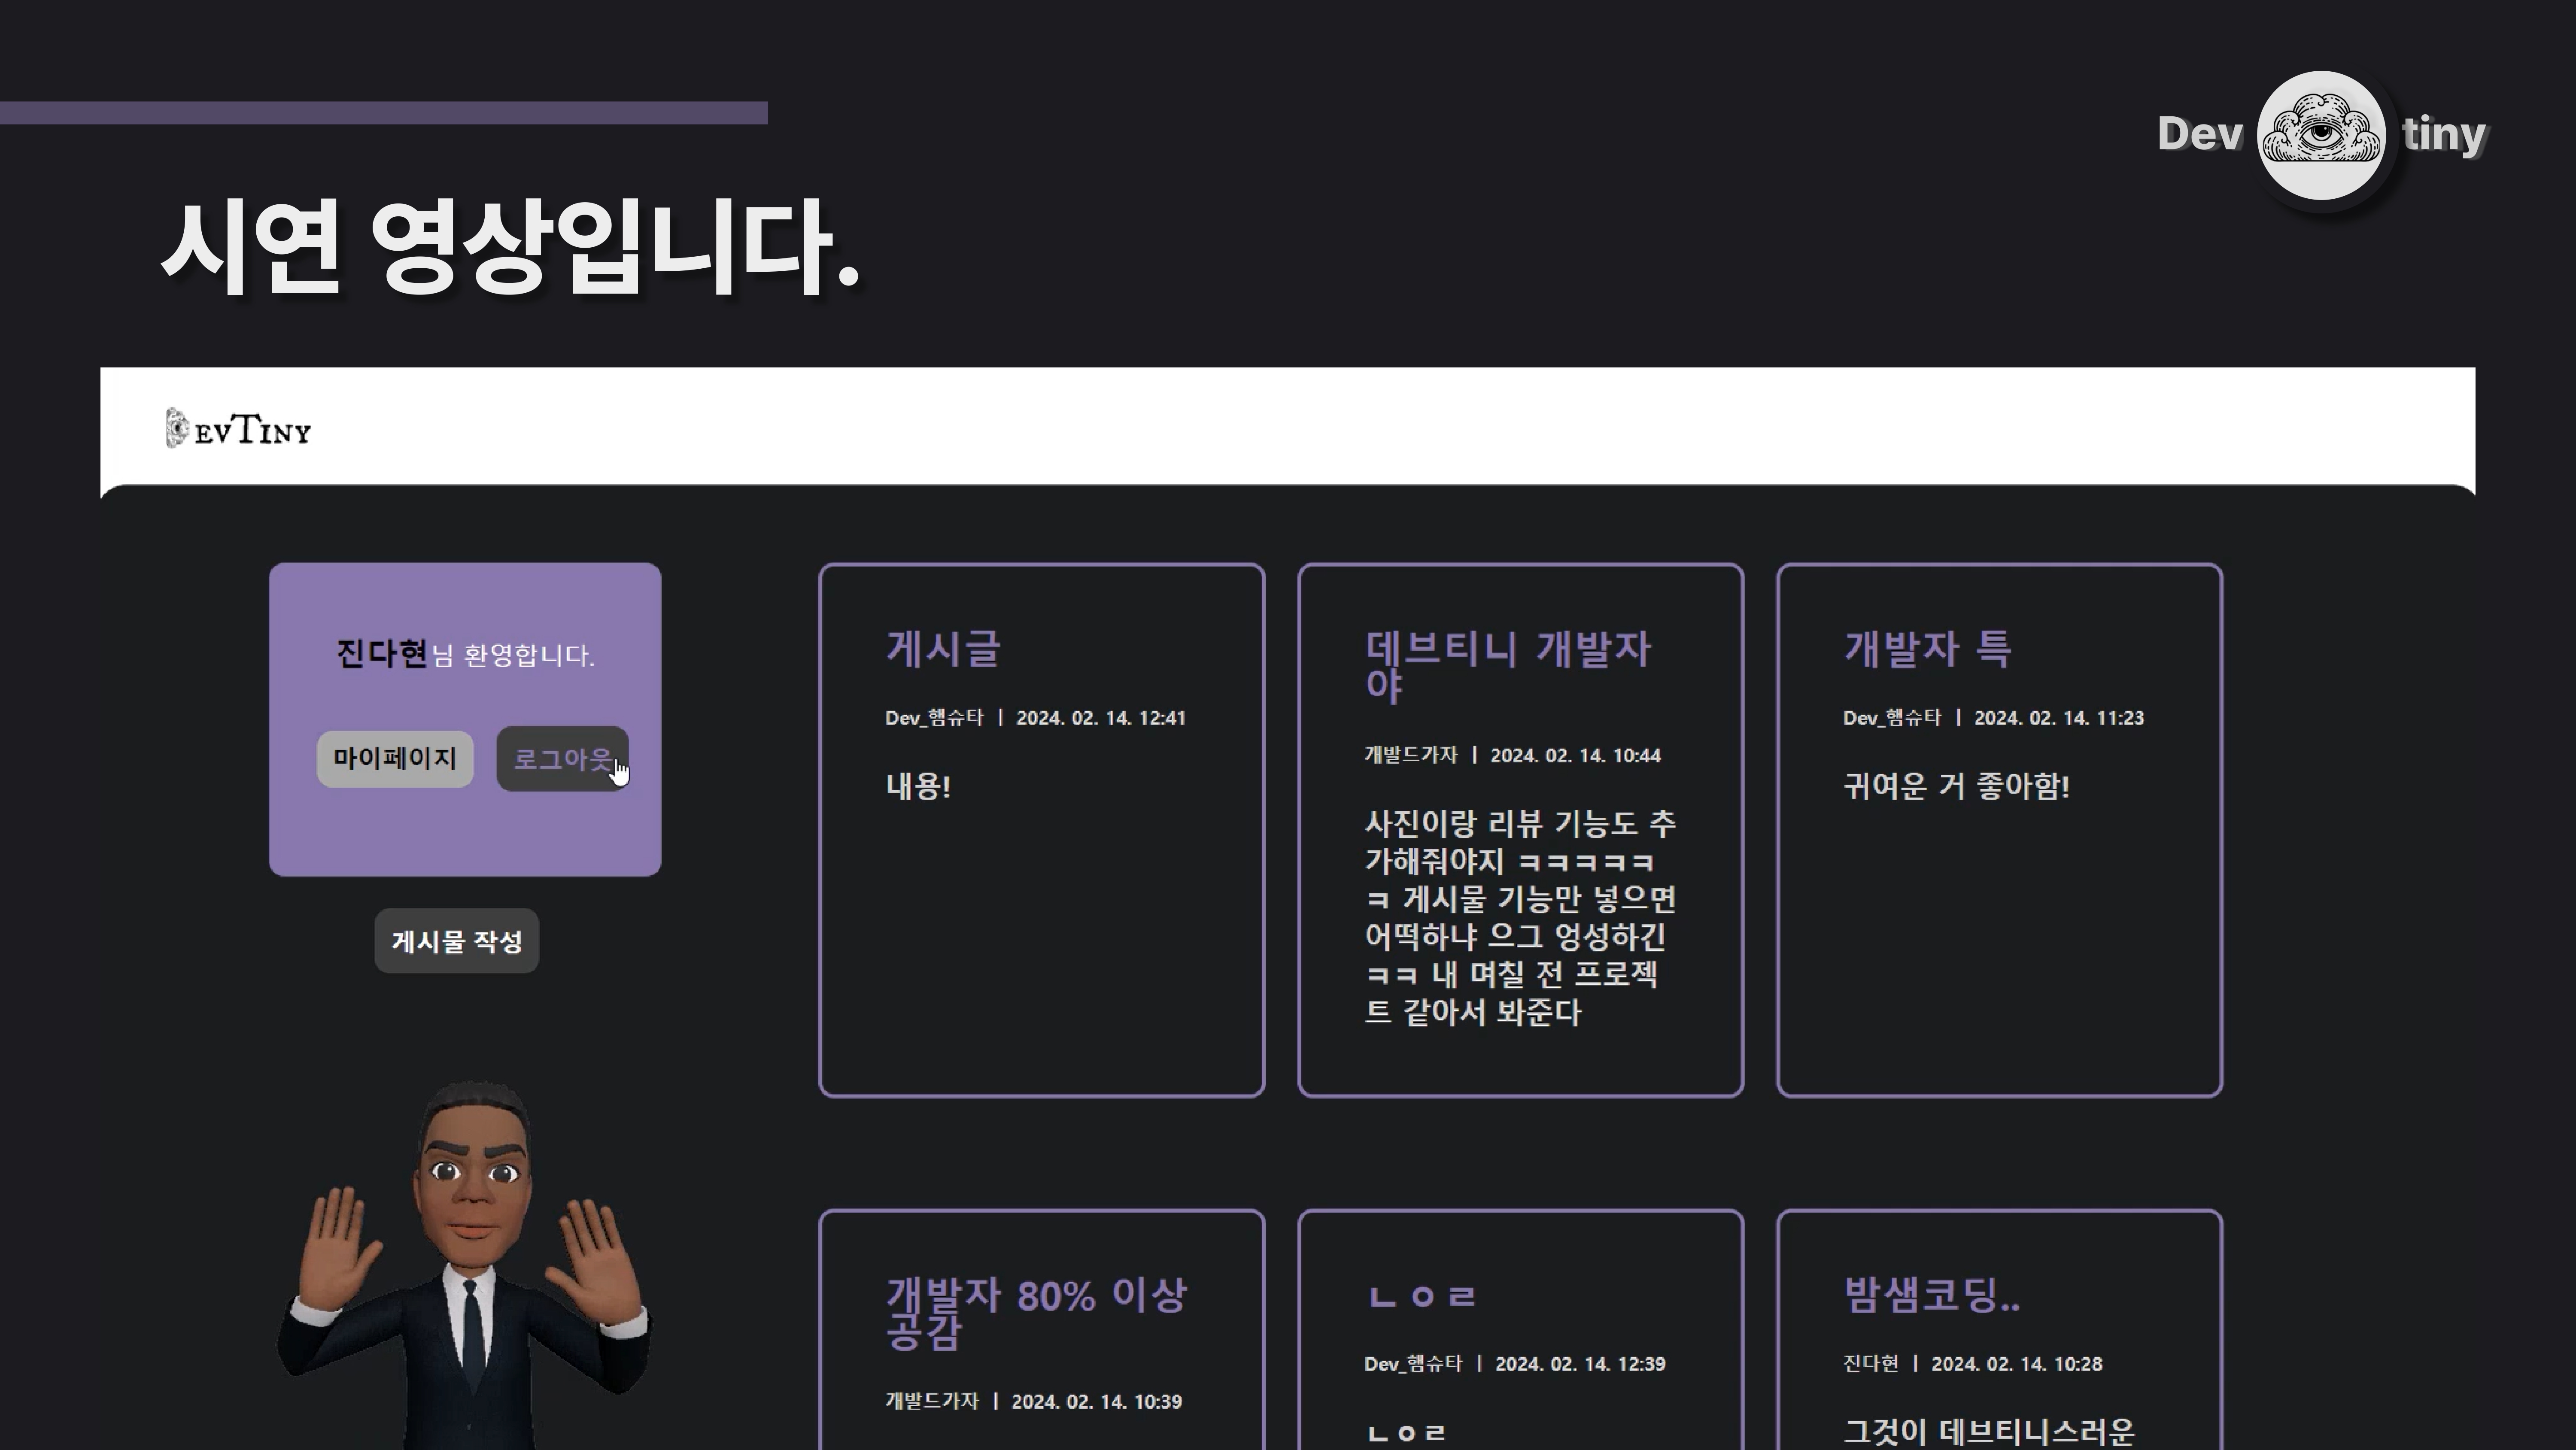 Dev tiny
시연 영상입니다.
EVTINY
진다현님 환영합니다.
마이페이지
로그아웃
게시물 작성
게시글
Dev_햄슈타 | 2024. 02. 14. 12:41
내용!
데브티니 개발자
야
개발드가자 | 2024. 02. 14. 10:44
사진이랑 리뷰 기능도 추
가해줘야지 ㅋㅋㅋㅋㅋ
ㅋ 게시물 기능만 넣으면
어떡하냐 으그 엉성하긴
ㅋㅋ 내 며칠 전 프로젝
트 같아서 봐준다
개발자 특
Dev_햄슈타 | 2024. 02. 14. 11:23
귀여운 거 좋아함!
개발자 80% 이상
공감
개발드가자 | 2024. 02. 14. 10:39
ㄴㅇㄹ
Dev_햄슈타 | 2024. 02. 14. 12:39
ㄴㅇㄹ
밤샘코딩..
진다현 | 2024. 02. 14. 10:28
그것이 데브티니스러운